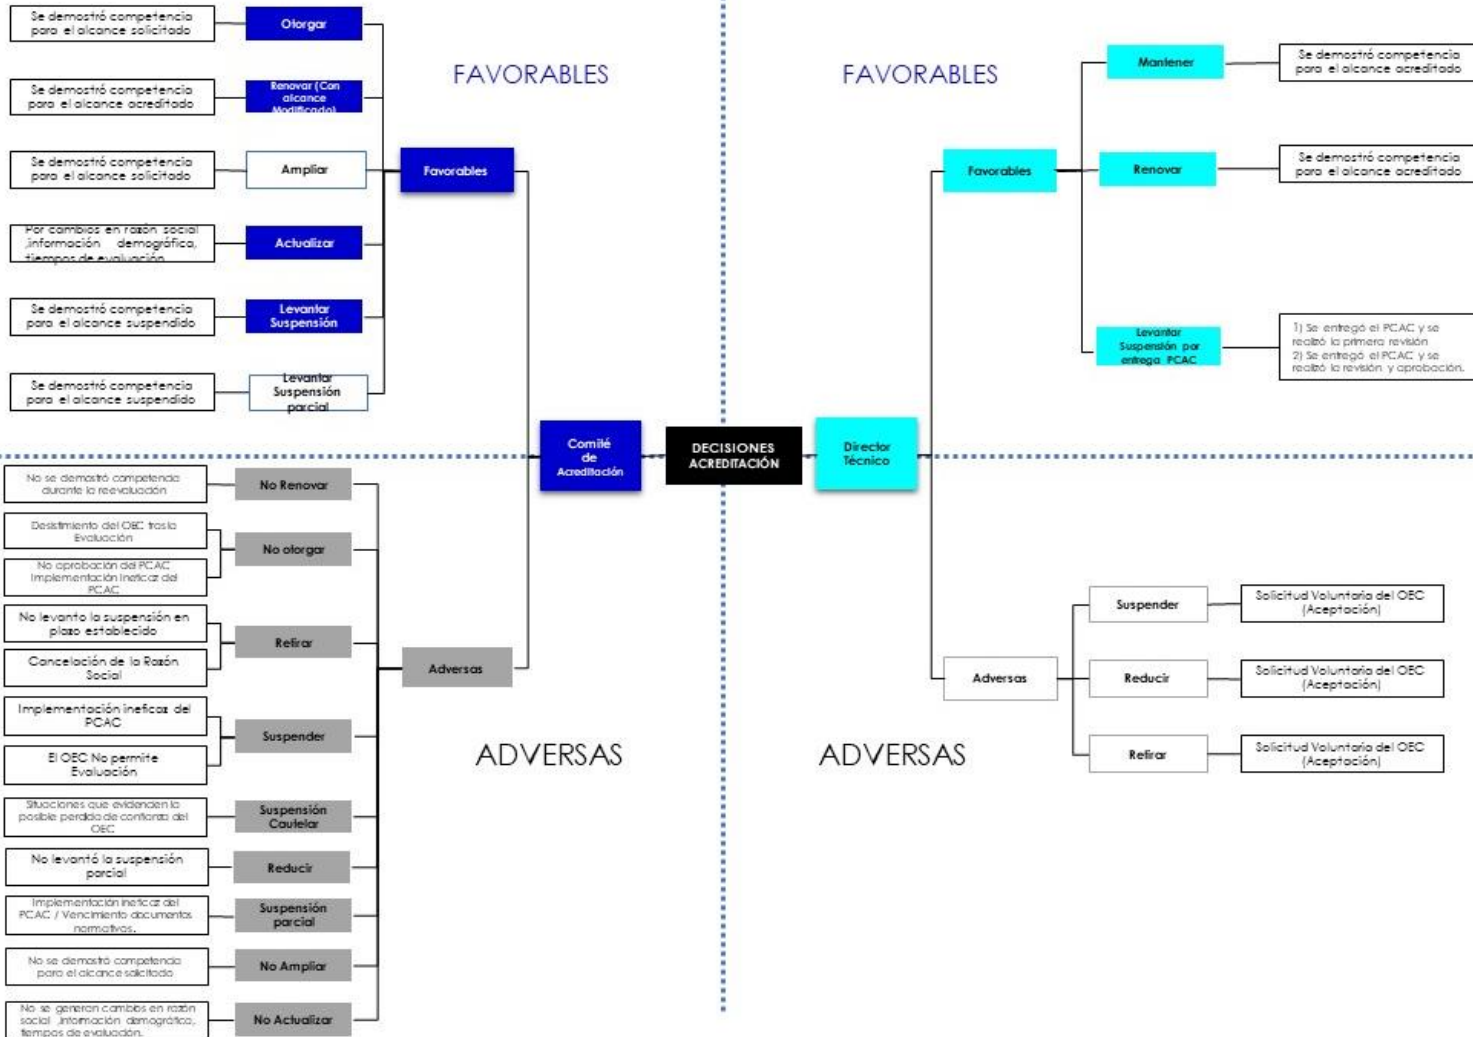 Se demostró competencia
para el alcance solicitado
Otorgar
Se demostró competencia
para el alcance acreditado
Renovar (Con
alcance
Modificado)
Se demostró competencia
para el alcance solicitado
Ampliar
Por cambios en razón social
,información demográfica,
tiempos de evaluación
Actualizar
Se demostró competencia
para el alcance suspendido
Levantar
Suspensión
Se demostró competencia
para el alcance suspendido
Levantar
Suspensión
parcial
FAVORABLES
Favorables
Comité
de
Acreditación
DECISIONES
ACREDITACIÓN
Director
Técnico
FAVORABLES
Favorables
Mantener
Se demostró competencia
para el alcance acreditado
Renovar
Se demostró competencia
para el alcance acreditado
Levantar
Suspensión por
entrega PCAC
1) Se entregó el PCAC y se
realizó la primera revisión
2) Se entregó el PCAC y se
realizó la revisión y aprobación.
No se demostró competencia
durante la reevaluación
No Renovar
Desistimiento del OEC tras la
Evaluación
No aprobación del PCAC
Implementación ineficaz del
PCAC
No otorgar
No levanto la suspensión en
plazo establecido
Cancelación de la Razón
Social
Retirar
Implementación ineficaz del
PCAC
El OEC No permite
Evaluación
Suspender
Situaciones que evidencien la
posible perdida de confianza del
OEC
Suspensión
Cautelar
No levantó la suspensión
parcial
Reducir
Implementación ineficaz del
PCAC / Vencimiento documentos
normativos.
Suspensión
parcial
No se demostró competencia
para el alcance solicitado
No Ampliar
No se generan cambios en razón
social ,información demográfica,
tiempos de evaluación.
No Actualizar
Adversas
ADVERSAS
ADVERSAS
Adversas
Suspender
Solicitud Voluntaria del OEC
(Aceptación)
Reducir
Solicitud Voluntaria del OEC
(Aceptación)
Retirar
Solicitud Voluntaria del OEC
(Aceptación)